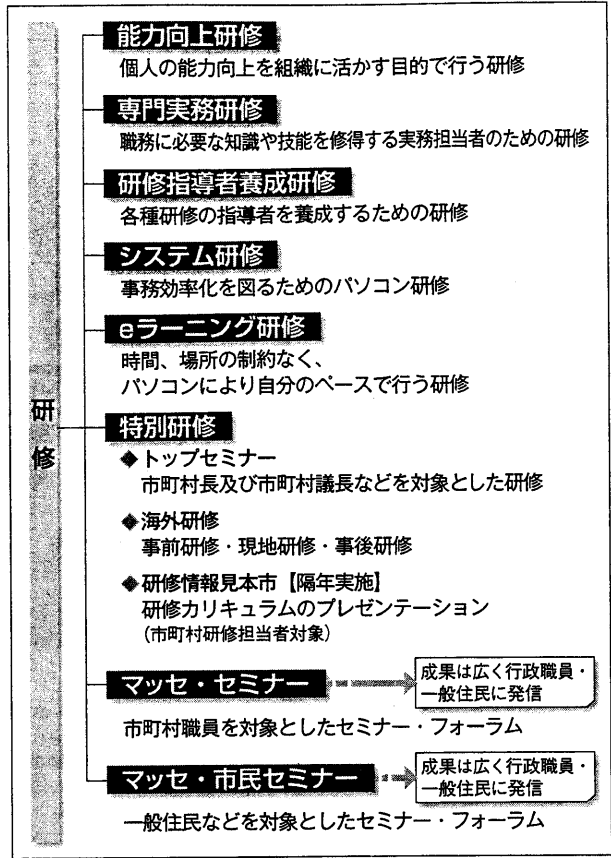 研修
能力向上研修
個人の能力向上を組織に活かす目的で行う研修
専門実務研修
職務に必要な知識や技能を修得する実務担当者のための研修
研修指導者養成研修
各種研修の指導者を養成するための研修
システム研修
事務効率化を図るためのパソコン研修
eラーニング研修
時間、場所の制約なく、
パソコンにより自分のペースで行う研修
特別研修
◆トップセミナー
市町村長及び市町村議長などを対象とした研修
◆海外研修
事前研修・現地研修・事後研修
◆研修情報見本市【隔年実施】
研修カリキュラムのプレゼンテーション
(市町村研修担当者対象)
マッセ・セミナー
成果は広く行政職員・
一般住民に発信
市町村職員を対象としたセミナー・フォーラム
マッセ・市民セミナー
成果は広く行政職員・
一般住民に発信
一般住民などを対象としたセミナー・フォーラム